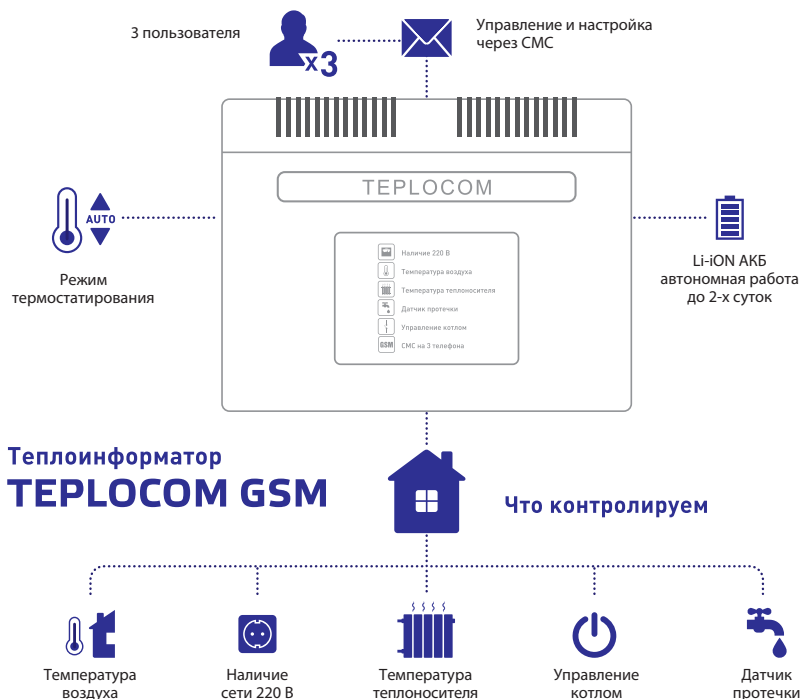 3 пользователя
x3
Управление и настройка
через СМС
TEPLOCOM
AUTO
Режим
термостатирования
Наличие 220 В
Температура воздуха
Температура теплоносителя
Датчик протечки
Управление котлом
GSM СМС на 3 телефона
Li-iON АКБ
автономная работа
до 2-х суток
Теплоинформатор
TEPLOCOM GSM
Что контролируем
Температура
воздуха
Наличие
сети 220 В
Температура
теплоносителя
Управление
котлом
Датчик
протечки